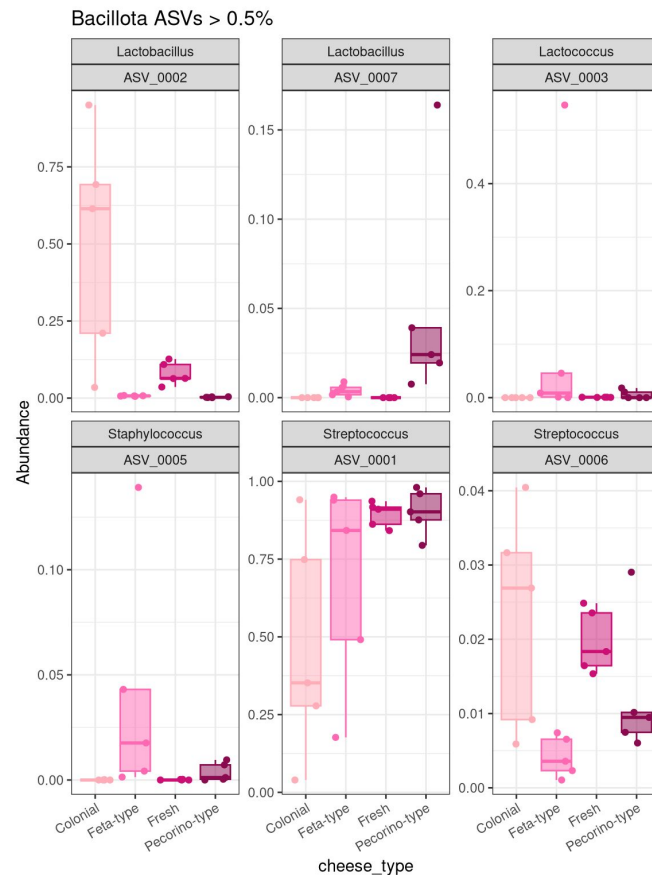 Bacillota ASVs > 0.5%
Lactobacillus Lactobacillus Lactococcus
ASV_0002 ASV_0007 ASV_0003
0.75
0.50
0.25
0.00
0.15
0.10
0.05
0.00
0.4
0.2
0.0
Abundance
Staphylococcus Streptococcus Streptococcus
ASV_0005 ASV_0001 ASV_0006
0.10
0.05
0.00
1.00
0.75
0.50
0.25
0.00
0.04
0.03
0.02
0.01
0.00
Colonial Feta-type Fresh Pecorino-type
Colonial Feta-type Fresh Pecorino-type
Colonial Feta-type Fresh Pecorino-type
cheese_type